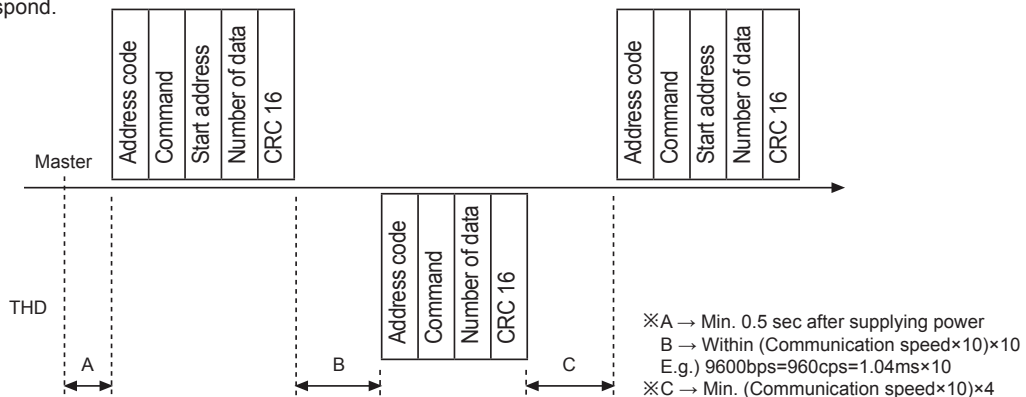 spond.
Address code
Command
Start address
Number of data
CRC 16
Address code
Command
Start address
Number of data
CRC 16
Master
Address code
Command
Number of data
CRC 16
THD
A
B
C
※A → Min. 0.5 sec after supplying power
B → Within (Communication speed×10)×10
E.g.) 9600bps=960cps=1.04ms×10
※C → Min. (Communication speed×10)×4